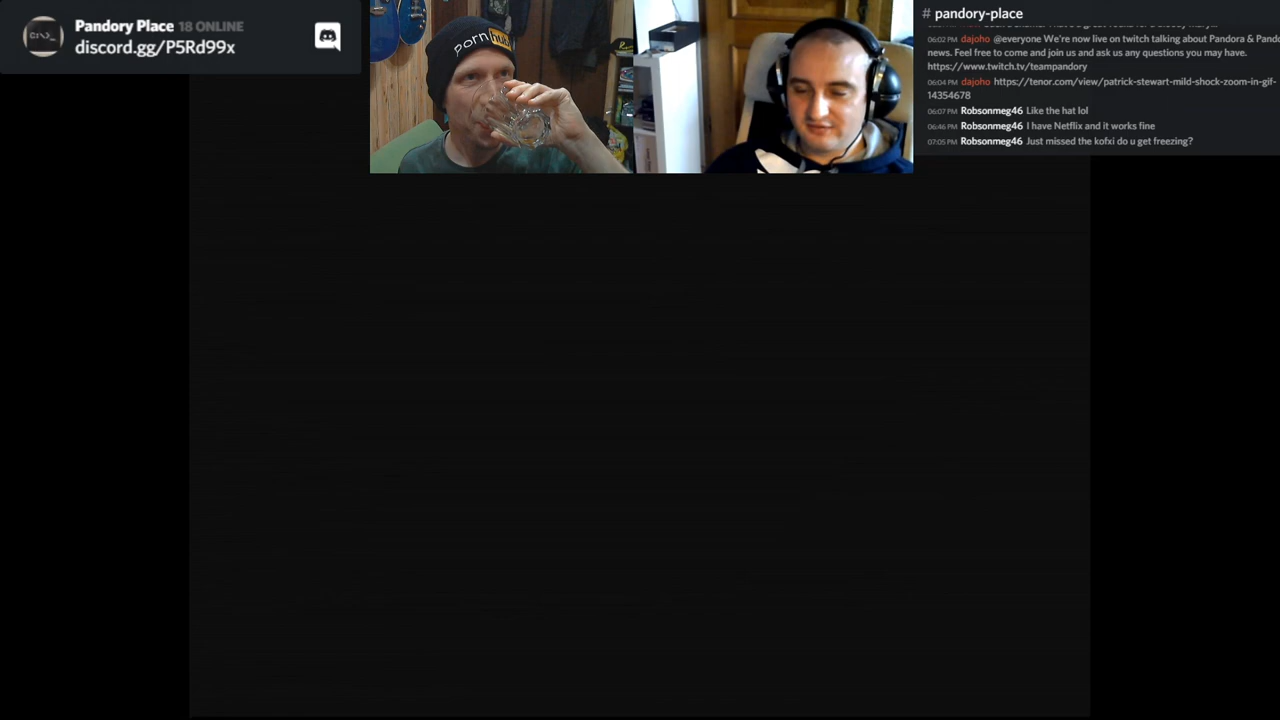 Pandory Place 18 ONLINE
discord.gg/P5Rd99x
Porn hub
# pandory-place
06:02 PM dajoho @everyone We're now live on twitch talking about Pandora & Pand
news. Feel free to come and join us and ask us any questions you may have.
https://www.twitch.tv/teampandory
06:04 PM dajoho https://tenor.com/view/patrick-stewart-mild-shock-zoom-in-gif-
14354678
06:07 PM Robsonmeg46 Like the hat lol
06:46 PM Robsonmeg46 I have Netflix and it works fine
07:05 PM Robsonmeg46 Just missed the kofxi do u get freezing?